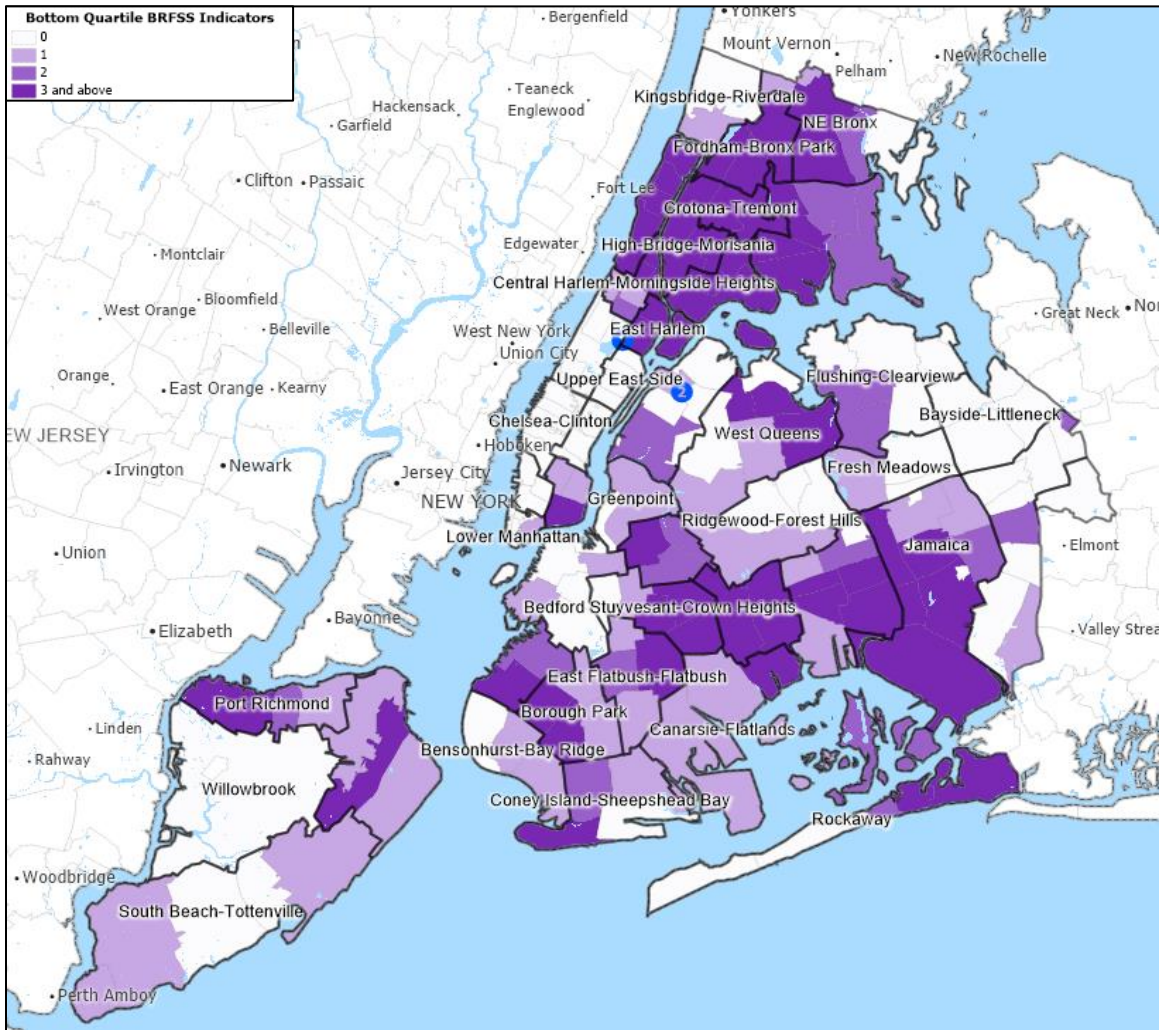 Bottom Quartile BRFSS Indicators
0
1
2
3 and above
Bergenfield
Yonkers
Mount Vernon
New Rochelle
Pelham
Teaneck
Hackensack
Englewood
Garfield
Kingsbridge-Riverdale
NE Bronx
Fordham-Bronx Park
Clifton
Passaic
Fort Lee
Crotona-Tremont
Edgewater
High-Bridge-Morisania
Montclair
Central Harlem-Morningside Heights
Bloomfield
West Orange
Great Neck
Belleville
West New York
East Harlem
Union City
Orange
East Orange
Kearny
Upper East Side
2
Flushing-Clearview
Bayside-Littleneck
Chelsea-Clinton
EW JERSEY
Hoboken
West Queens
Irvington
Newark
Jersey City
Fresh Meadows
NEW YORK
Greenpoint
Ridgewood-Forest Hills
Lower Manhattan
Jamaica
Union
Elmont
Bedford Stuyvesant-Crown Heights
Elizabeth
Bayonne
Valley Strea
East Flatbush-Flatbush
Port Richmond
Borough Park
Linden
Canarsie-Flatlands
Bensonhurst-Bay Ridge
Rahway
Willowbrook
Coney Island-Sheepshead Bay
Rockaway
Woodbridge
South Beach-Tottenville
Perth Amboy